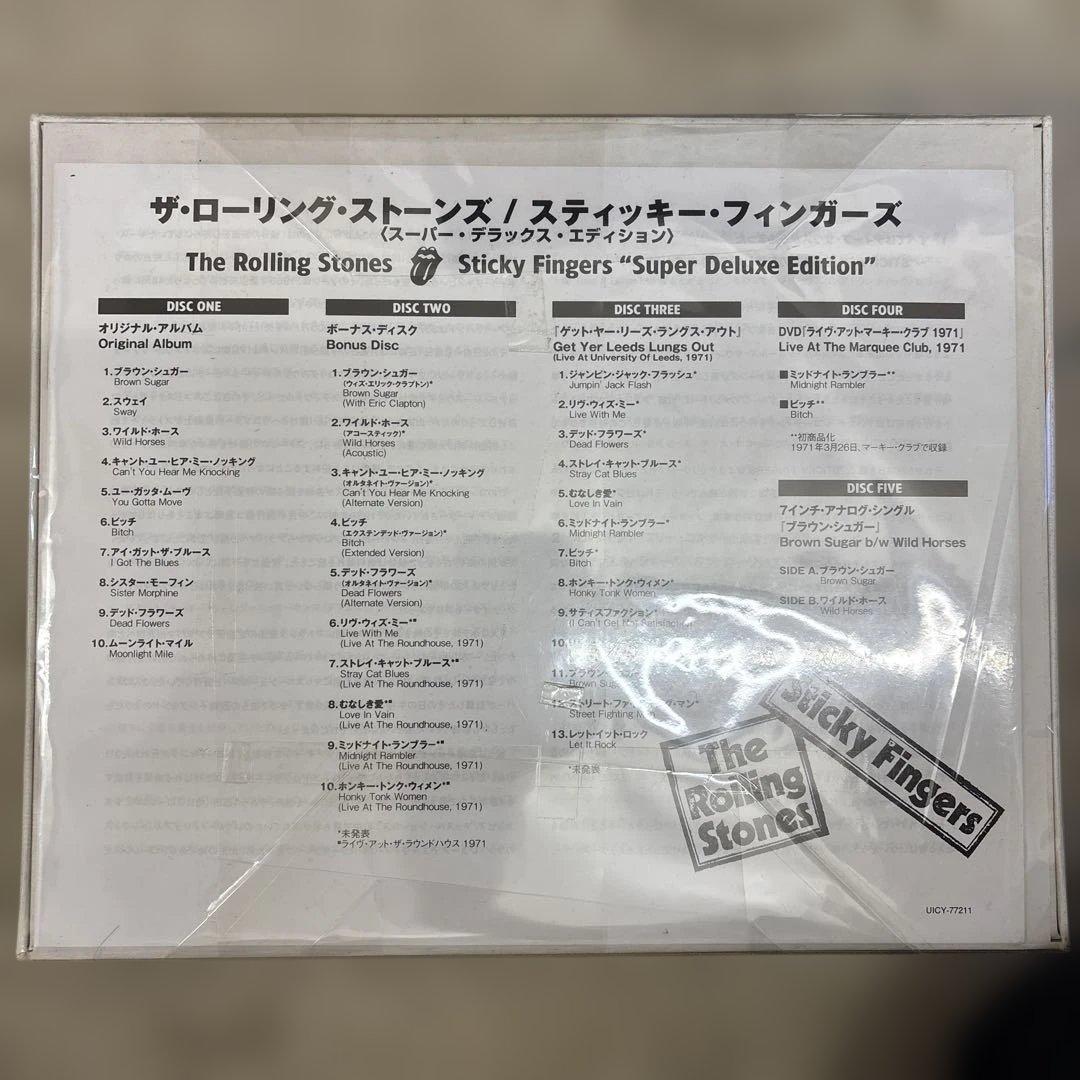 ザ・ローリング・ストーンズ / スティッキー・フィンガーズ
〈スーパー・デラックス・エディション〉
The Rolling Stones Sticky Fingers “Super Deluxe Edition”
DISC ONE
オリジナル・アルバム
Original Album
1.ブラウン・シュガー
Brown Sugar
2.スウェイ
Sway
3.ワイルド・ホース
Wild Horses
4.キャント・ユー・ヒア・ミー・ノッキング
Can't You Hear Me Knocking
5.ユー・ガッタ・ムーヴ
You Gotta Move
6.ビッチ
Bitch
7.アイ・ガット・ザ・ブルース
I Got The Blues
8.シスター・モーフィン
Sister Morphine
9.デッド・フラワーズ
Dead Flowers
10.ムーンライト・マイル
Moonlight Mile
DISC TWO
ボーナス・ディスク
Bonus Disc
1.ブラウン・シュガー
(ウィズ・エリック・クラプトン)*
Brown Sugar
(With Eric Clapton)
2.ワイルド・ホース
(アコースティック)*
Wild Horses
(Acoustic)
3.キャント・ユー・ヒア・ミー・ノッキング
(オルタネイト・ヴァージョン)*
Can't You Hear Me Knocking
(Alternate Version)
4.ビッチ
(エクステンデッド・ヴァージョン)*
Bitch
(Extended Version)
5.デッド・フラワーズ
(オルタネイト・ヴァージョン)*
Dead Flowers
(Alternate Version)
6.リヴ・ウィズ・ミー*■
Live With Me
(Live At The Roundhouse, 1971)
7.ストレイ・キャット・ブルース*■
Stray Cat Blues
(Live At The Roundhouse, 1971)
8.むなしき愛*■
Love In Vain
(Live At The Roundhouse, 1971)
9.ミッドナイト・ランブラー*■
Midnight Rambler
(Live At The Roundhouse, 1971)
10.ホンキー・トンク・ウィメン*■
Honky Tonk Women
(Live At The Roundhouse, 1971)
*未発表
■ライヴ・アット・ザ・ラウンドハウス 1971
DISC THREE
「ゲット・ヤー・リーズ・ラングス・アウト」
Get Yer Leeds Lungs Out
(Live At University Of Leeds, 1971)
1.ジャンピン・ジャック・フラッシュ*
Jumpin' Jack Flash
2.リヴ・ウィズ・ミー*
Live With Me
3.デッド・フラワーズ*
Dead Flowers
4.ストレイ・キャット・ブルース*
Stray Cat Blues
5.むなしき愛*
Love In Vain
6.ミッドナイト・ランブラー*
Midnight Rambler
7.ビッチ*
Bitch
8.ホンキー・トンク・ウィメン*
Honky Tonk Women
9.サティスファクション*
(I Can't Get No) Satisfaction
10.
11.ブラウン・
Brown Sugar
12.ストリート・ファ マン*
Street Fighting Man
13.レット・イット・ロック
Let It Rock
*未発表
DISC FOUR
DVD「ライヴ・アット・マーキー・クラブ 1971」
Live At The Marquee Club, 1971
■ミッドナイト・ランブラー**
Midnight Rambler
■ビッチ**
Bitch
**初商品化
1971年3月26日、マーキー・クラブで収録
DISC FIVE
7インチ・アナログ・シングル
「ブラウン・シュガー」
Brown Sugar b/w Wild Horses
SIDE A.ブラウン・シュガー
Brown Sugar
SIDE B.ワイルド・ホース
Wild Horses
Sticky Fingers
The
Rolling
Stones
UICY-77211